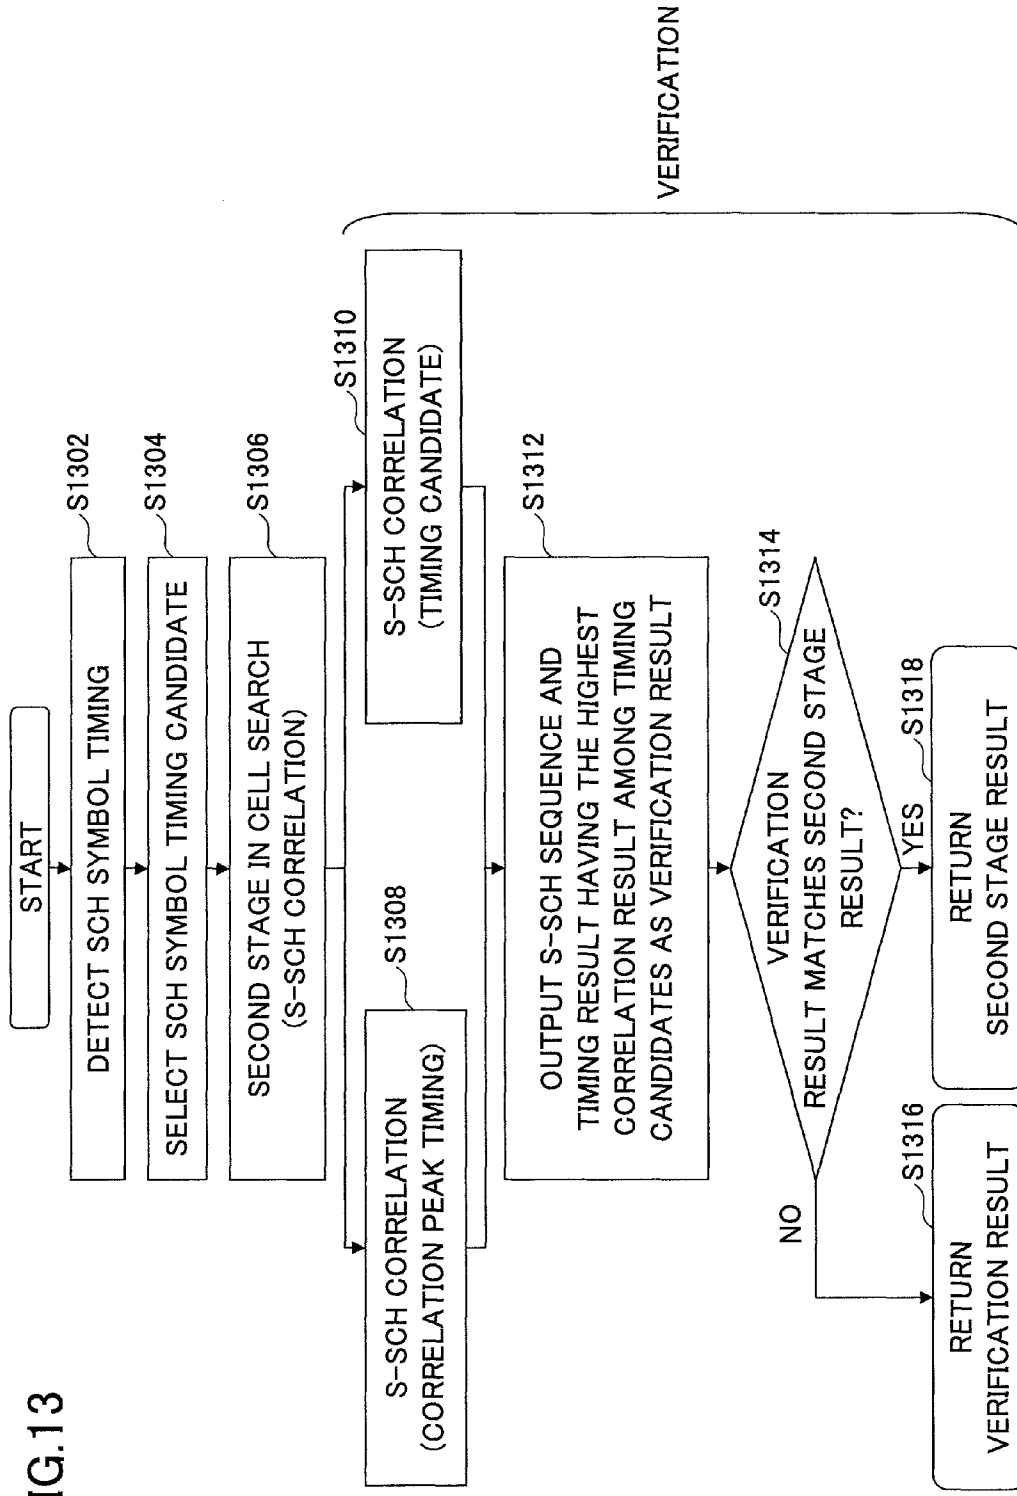 IG.13
START
DETECT SCH SYMBOL TIMING
S1302
SELECT SCH SYMBOL TIMING CANDIDATE
S1304
SECOND STAGE IN CELL SEARCH
(S-SCH CORRELATION)
S1306
S-SCH CORRELATION
(CORRELATION PEAK TIMING)
S1308
S-SCH CORRELATION
(TIMING CANDIDATE)
S1310
OUTPUT S-SCH SEQUENCE AND
TIMING RESULT HAVING THE HIGHEST
CORRELATION RESULT AMONG TIMING
CANDIDATES AS VERIFICATION RESULT
S1312
VERIFICATION
RESULT MATCHES SECOND STAGE
RESULT?
S1314
NO
YES
RETURN
VERIFICATION RESULT
S1316
RETURN
SECOND STAGE RESULT
S1318
VERIFICATION